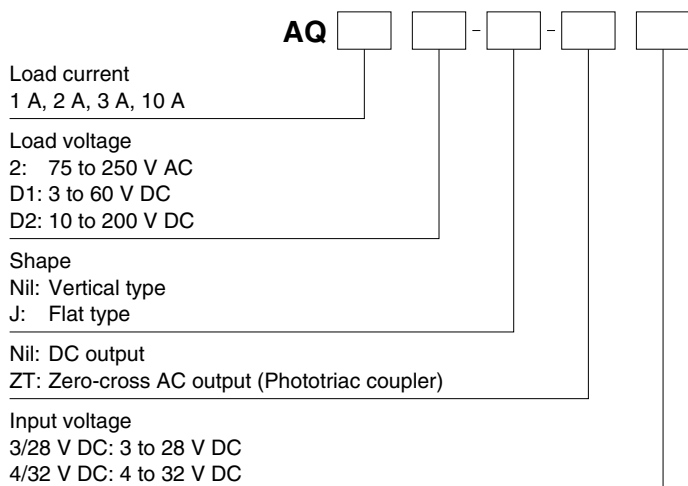 AQ - -
Load current
1 A, 2 A, 3 A, 10 A
Load voltage
2: 75 to 250 V AC
D1: 3 to 60 V DC
D2: 10 to 200 V DC
Shape
Nil: Vertical type
J: Flat type
Nil: DC output
ZT: Zero-cross AC output (Phototriac coupler)
Input voltage
3/28 V DC: 3 to 28 V DC
4/32 V DC: 4 to 32 V DC